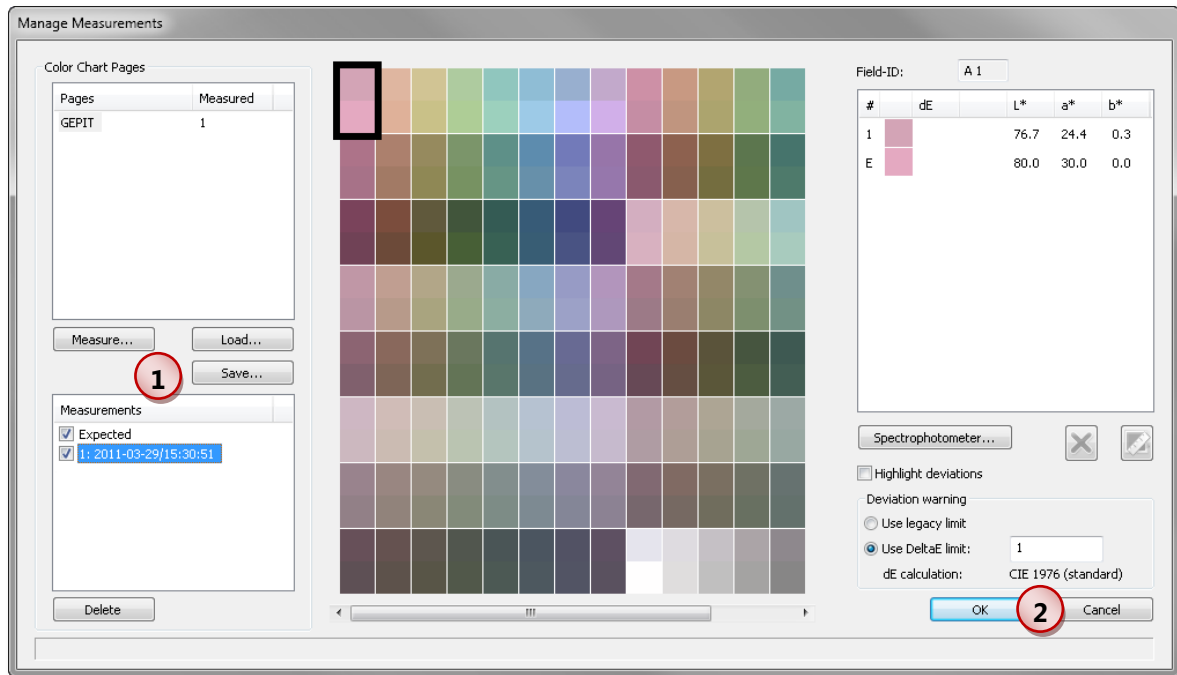 Manage Measurements
Color Chart Pages
Pages Measured
GEPIT 1
Measure... Load...
1
Save...
Measurements
Expected
1: 2011-03-29/15:30:51
Delete
Field-ID: A 1
# dE L* a* b*
1 76.7 24.4 0.3
E 80.0 30.0 0.0
Spectrophotometer...
Highlight deviations
Deviation warning
Use legacy limit
Use DeltaE limit: 1
dE calculation: CIE 1976 (standard)
OK 2 Cancel